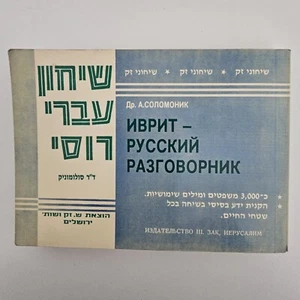 שיחוני זק * שיחוני זק * שיחוני זק
שיחון
עברי
רוסי
ד"ר סולומוניק
הוצאת ש. זק ושות'
ירושלים
Др. А.СОЛОМОНИК
ИВРИТ –
РУССКИЙ
РАЗГОВОРНИК
* כ־3,000 משפטים ומילים שימושיות.
* הקנית ידע בסיסי בשיחה בכל
שטחי החיים.
ИЗДАТЕЛЬСТВО Ш. ЗАК, ИЕРУСАЛИМ